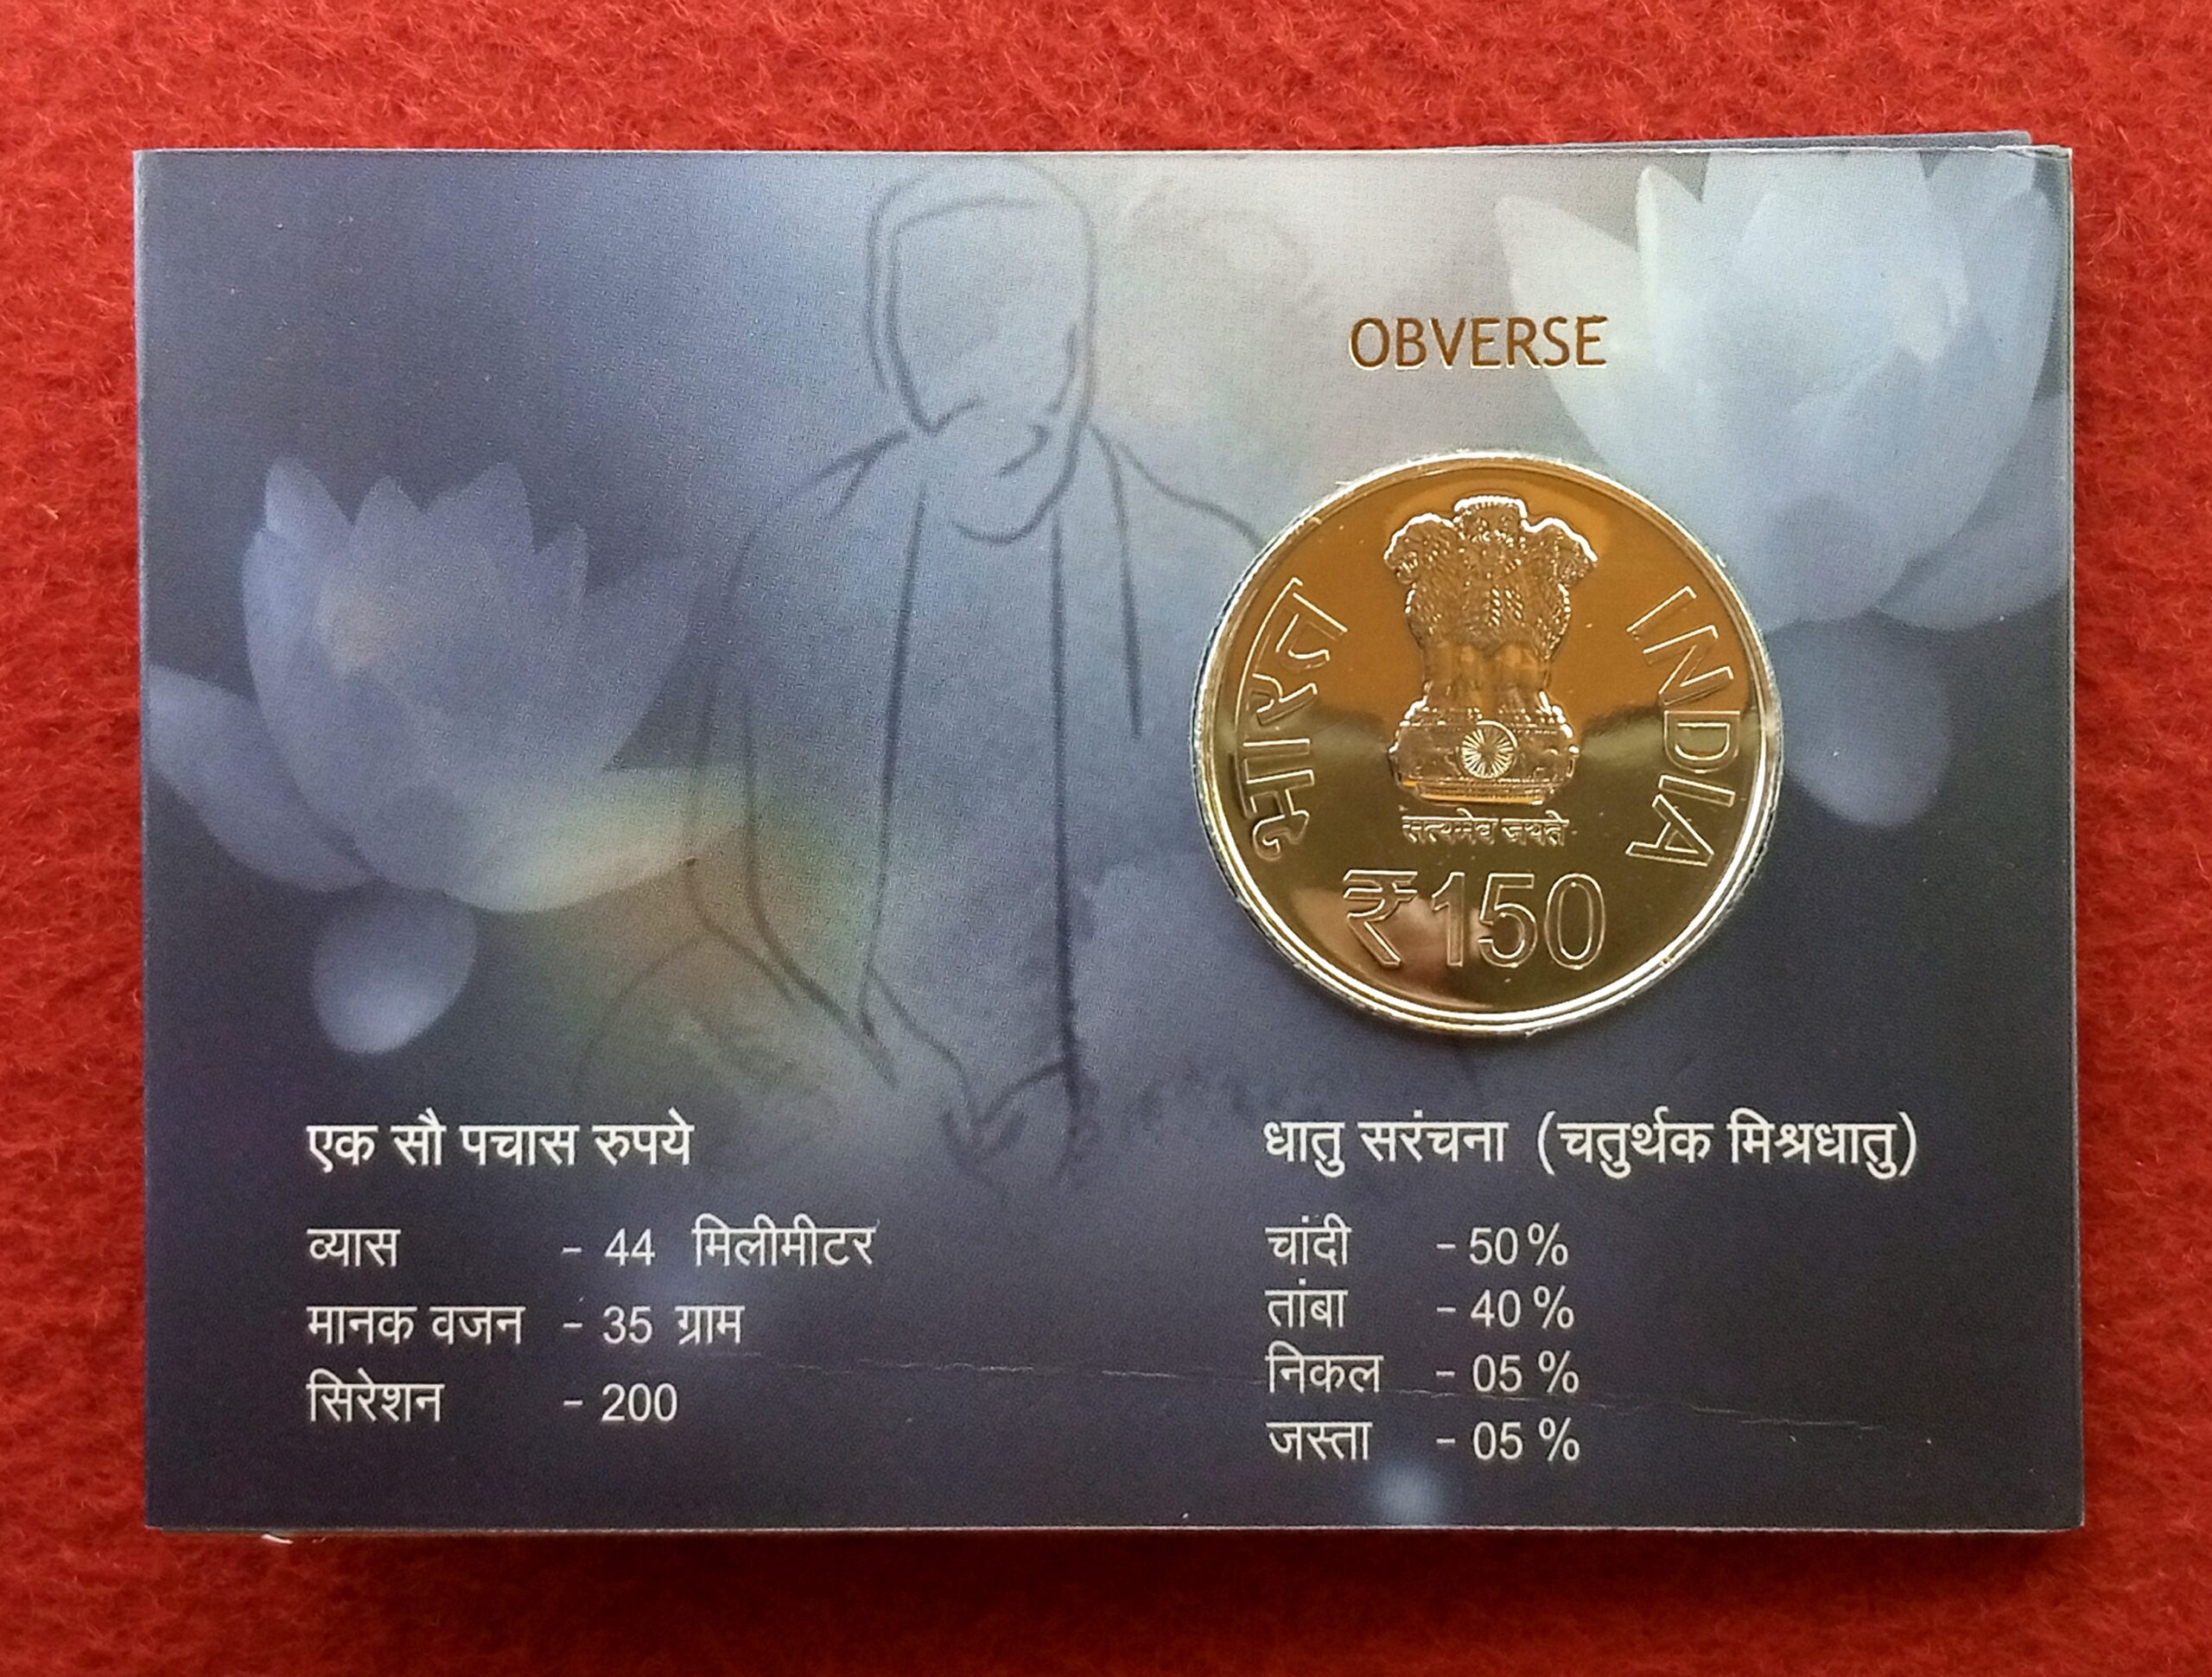 OBVERSE
भारत
INDIA
सत्यमेव जयते
₹150
एक सौ पचास रुपये
व्यास - 44 मिलीमीटर
मानक वजन - 35 ग्राम
सिरेशन - 200
धातु सरंचना (चतुर्थक मिश्रधातु)
चांदी - 50%
तांबा - 40%
निकल - 05 %
जस्ता - 05 %